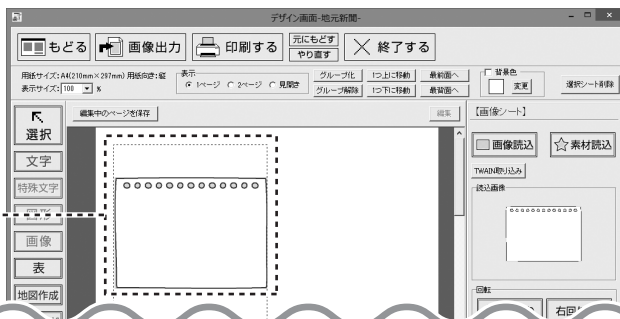 デザイン画面-地元新聞-
もどる
画像出力
印刷する
元にもどす
やり直す
終了する
用紙サイズ:A4(210mm×297mm) 用紙向き:縦
表示サイズ: 100 %
表示
1ページ 2ページ 見開き
グループ化
1つ上に移動
最前面へ
グループ解除
1つ下に移動
最背面へ
背景色
変更
選択シート削除
選択
編集中のページを保存
編集
【画像シート】
文字
特殊文字
図形
画像
表
地図作成
画像読込
素材読込
TWAIN取り込み
読込画像
回転
右回